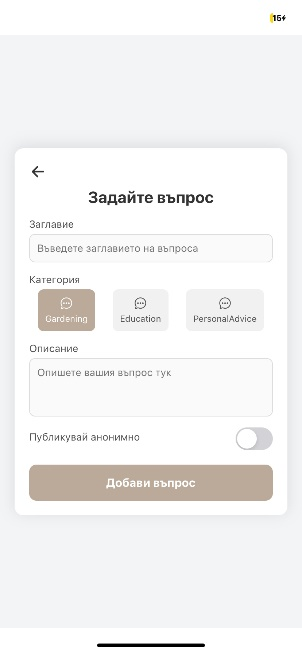 15
Задайте въпрос
Заглавие
Въведете заглавието на въпроса
Категория
Gardening Education PersonalAdvice
Описание
Опишете вашия въпрос тук
Публикувай анонимно
Добави въпрос